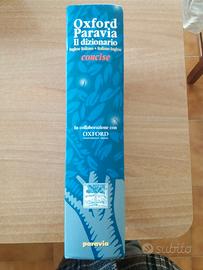 Oxford
Paravia
Il dizionario
inglese italiano • italiano inglese
concise
in collaborazione con
OXFORD
paravia
subito